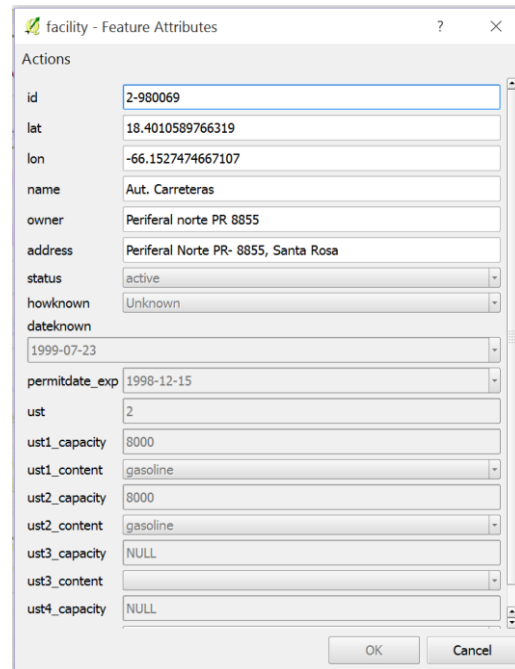 facility - Feature Attributes
Actions
id 2-980069
lat 18.4010589766319
lon -66.1527474667107
name Aut. Carreteras
owner Periferal norte PR 8855
address Periferal Norte PR- 8855, Santa Rosa
status active
howknown Unknown
dateknown
1999-07-23
permitdate_exp 1998-12-15
ust 2
ust1_capacity 8000
ust1_content gasoline
ust2_capacity 8000
ust2_content gasoline
ust3_capacity NULL
ust3_content
ust4_capacity NULL
OK Cancel